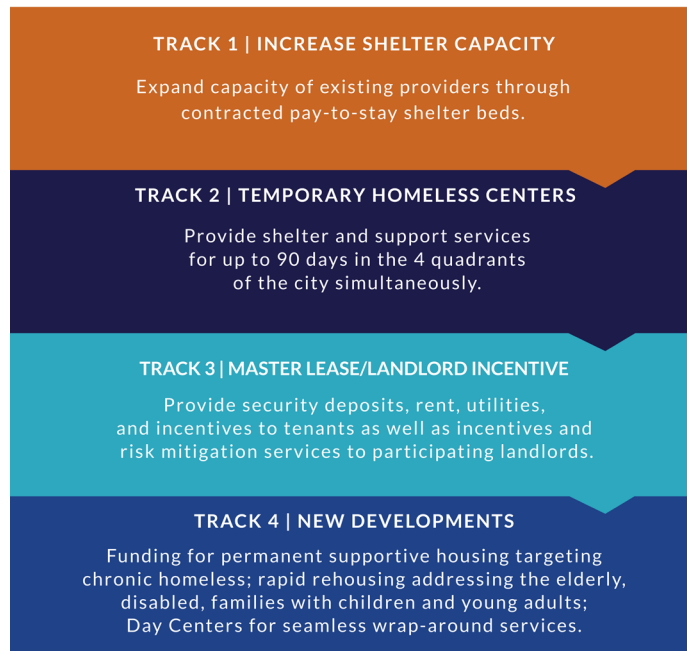 TRACK 1 | INCREASE SHELTER CAPACITY
Expand capacity of existing providers through
contracted pay-to-stay shelter beds.
TRACK 2 | TEMPORARY HOMELESS CENTERS
Provide shelter and support services
for up to 90 days in the 4 quadrants
of the city simultaneously.
TRACK 3 | MASTER LEASE/LANDLORD INCENTIVE
Provide security deposits, rent, utilities,
and incentives to tenants as well as incentives and
risk mitigation services to participating landlords.
TRACK 4 | NEW DEVELOPMENTS
Funding for permanent supportive housing targeting
chronic homeless; rapid rehousing addressing the elderly,
disabled, families with children and young adults;
Day Centers for seamless wrap-around services.